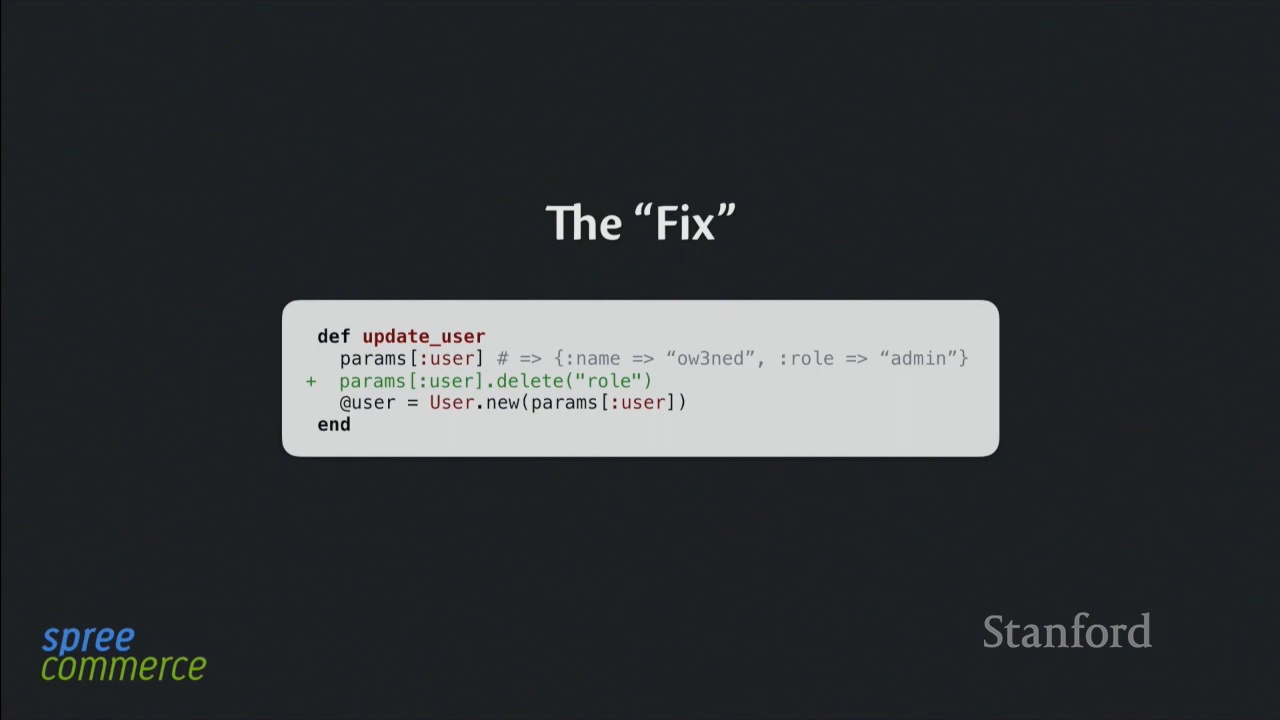 The “Fix”
def update_user
params[:user] # => {:name => “ow3ned”, :role => “admin”}
+ params[:user].delete("role")
@user = User.new(params[:user])
end
spree
commerce
Stanford